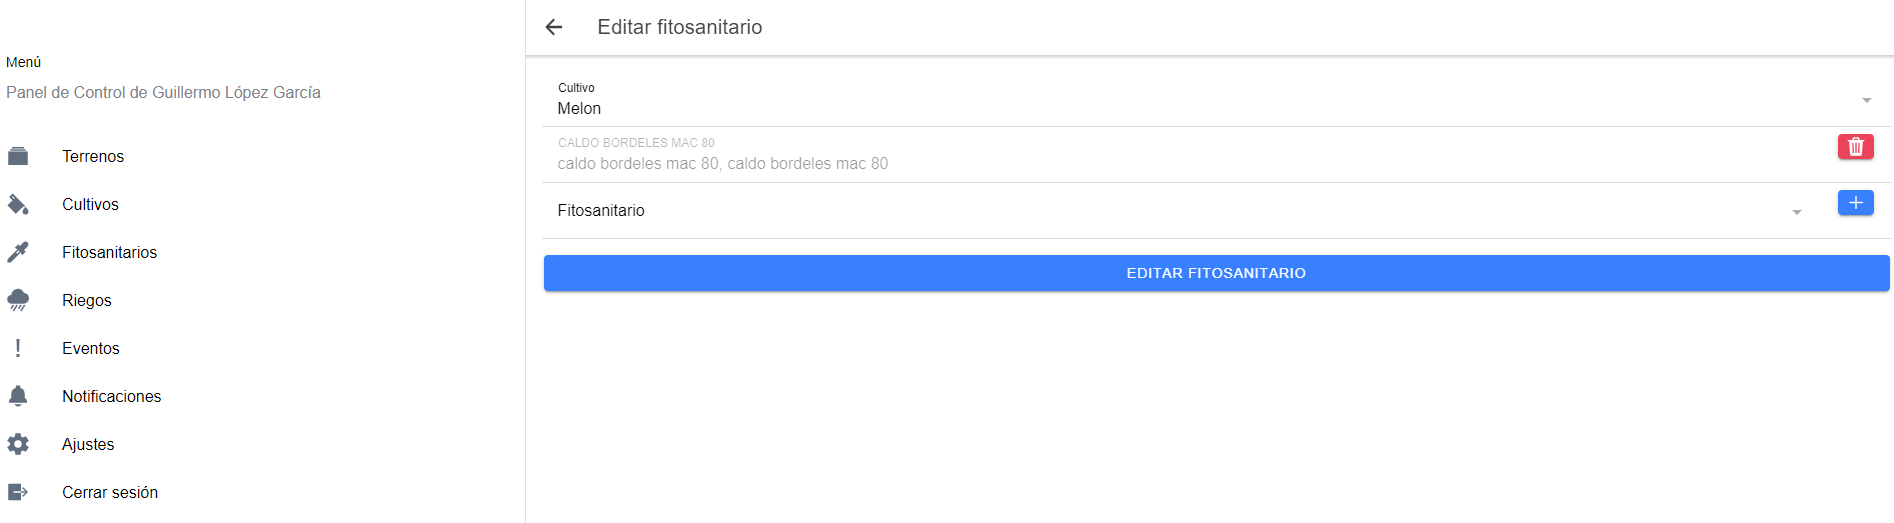 Menú
Panel de Control de Guillermo López García
Terrenos
Cultivos
Fitosanitarios
Riegos
Eventos
Notificaciones
Ajustes
Cerrar sesión
Editar fitosanitario
Cultivo
Melon
CALDO BORDELES MAC 80
caldo bordeles mac 80, caldo bordeles mac 80
Fitosanitario
EDITAR FITOSANITARIO